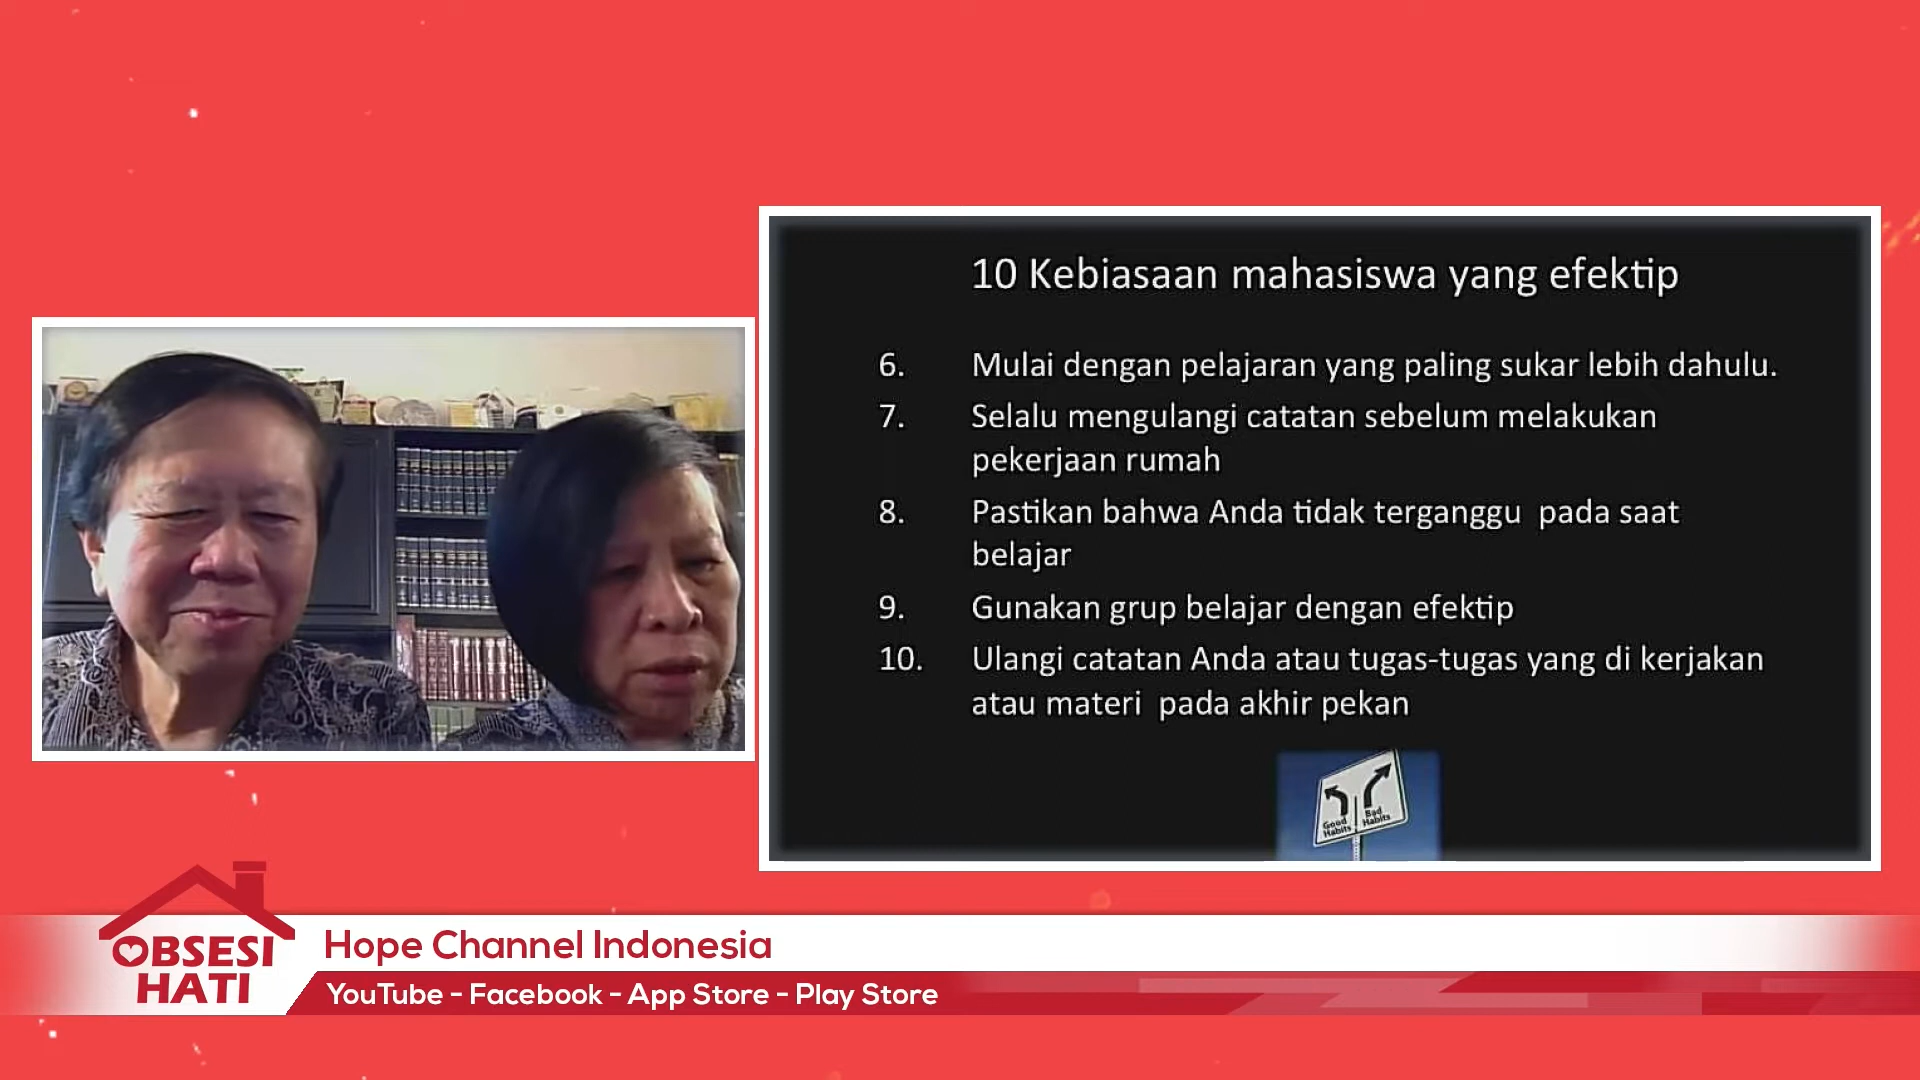 10 Kebiasaan mahasiswa yang efektip
6. Mulai dengan pelajaran yang paling sukar lebih dahulu.
7. Selalu mengulangi catatan sebelum melakukan
pekerjaan rumah
8. Pastikan bahwa Anda tidak terganggu pada saat
belajar
9. Gunakan grup belajar dengan efektip
10. Ulangi catatan Anda atau tugas-tugas yang di kerjakan
atau materi pada akhir pekan
Good
Habits
Bad
Habits
OBSESI
HATI
Hope Channel Indonesia
YouTube - Facebook - App Store - Play Store